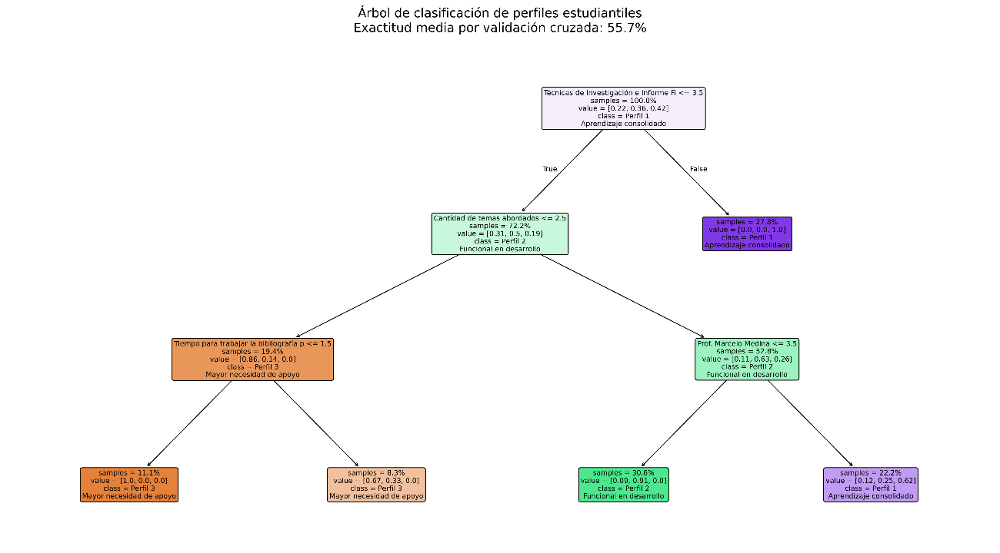 Árbol de clasificación de perfiles estudiantiles
Exactitud media por validación cruzada: 55.7%
Técnicas de Investigación e Informe Fi <= 3.5
samples = 100.0%
value = [0.22, 0.36, 0.42]
class = Perfil 1
Aprendizaje consolidado
True
False
Cantidad de temas abordados <= 2.5
samples = 72.2%
value = [0.31, 0.5, 0.19]
class = Perfil 2
Funcional en desarrollo
samples = 27.8%
value = [0.0, 0.0, 1.0]
class = Perfil 1
Aprendizaje consolidado
Tiempo para trabajar la bibliografía p <= 1.5
samples = 19.4%
value = [0.86, 0.14, 0.0]
class = Perfil 3
Mayor necesidad de apoyo
Prof. Marcelo Medina <= 3.5
samples = 52.8%
value = [0.11, 0.63, 0.26]
class = Perfil 2
Funcional en desarrollo
samples = 11.1%
value = [1.0, 0.0, 0.0]
class = Perfil 3
Mayor necesidad de apoyo
samples = 8.3%
value = [0.67, 0.33, 0.0]
class = Perfil 3
Mayor necesidad de apoyo
samples = 30.6%
value = [0.09, 0.91, 0.0]
class = Perfil 2
Funcional en desarrollo
samples = 22.2%
value = [0.12, 0.25, 0.62]
class = Perfil 1
Aprendizaje consolidado